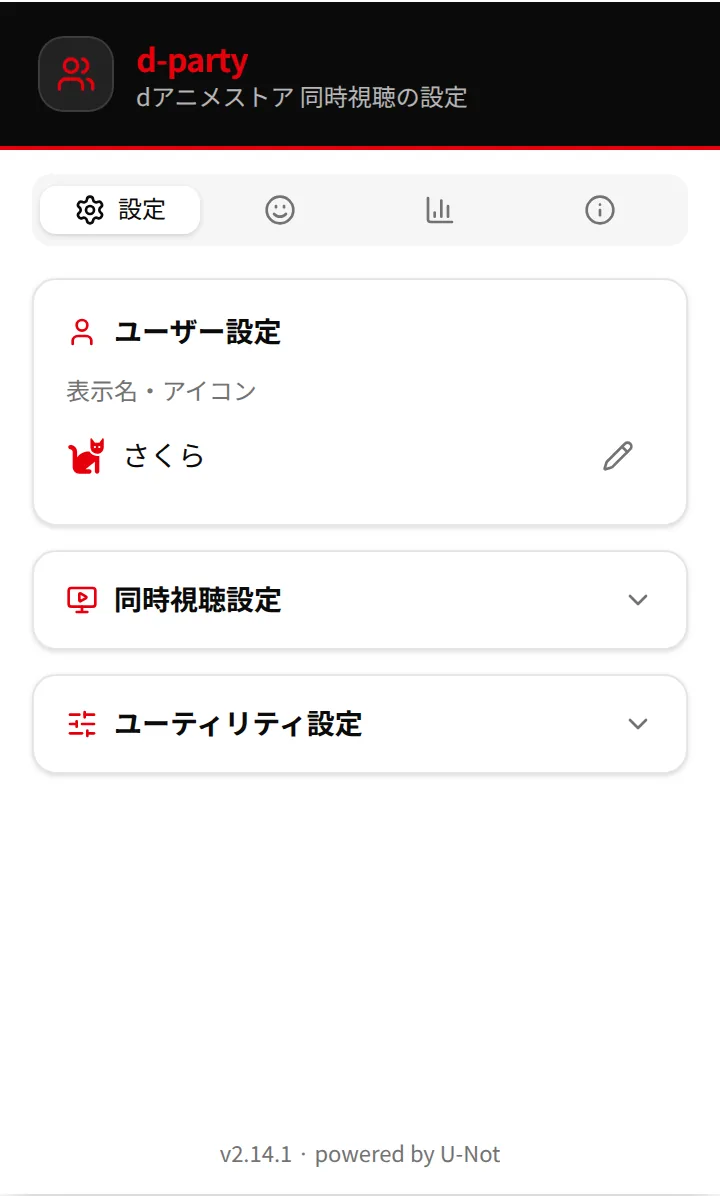 d-party
dアニメストア 同時視聴の設定
設定
ユーザー設定
表示名・アイコン
さくら
同時視聴設定
ユーティリティ設定
v2.14.1 · powered by U-Not